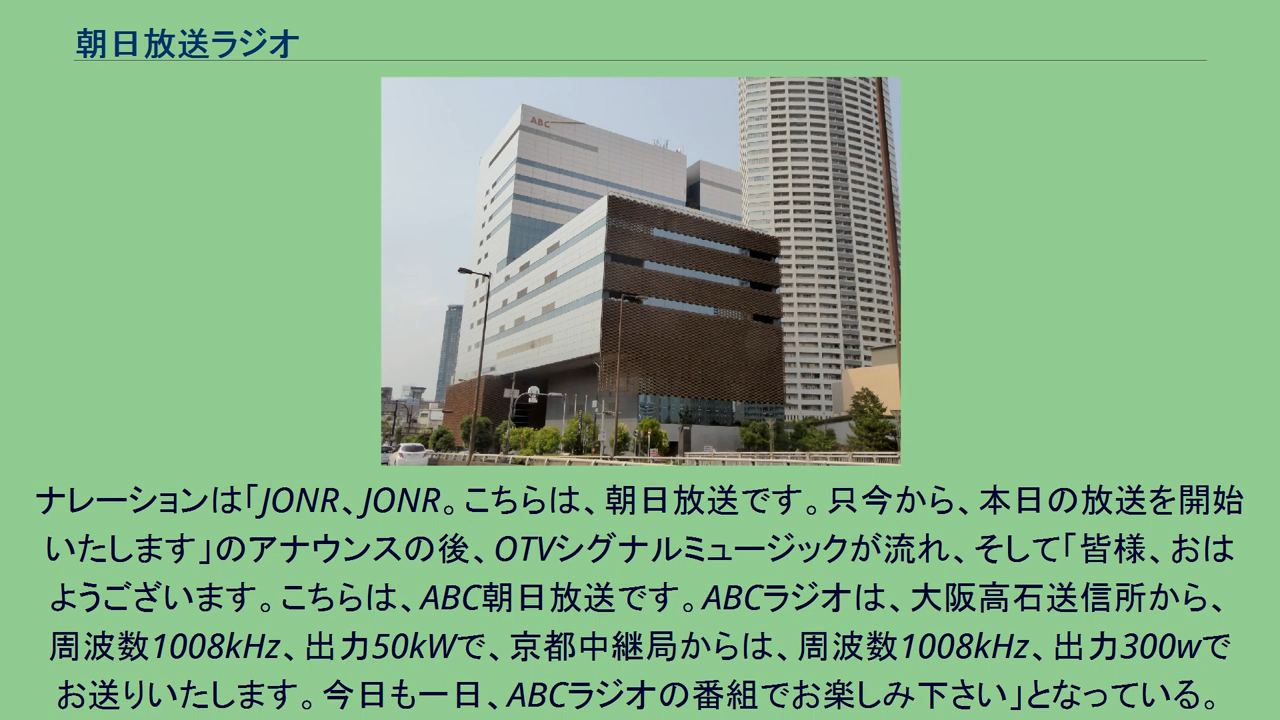 朝日放送ラジオ
ABC
ナレーションは「JONR、JONR。こちらは、朝日放送です。只今から、本日の放送を開始
いたします」のアナウンスの後、OTVシグナルミュージックが流れ、そして「皆様、おは
ようございます。こちらは、ABC朝日放送です。ABCラジオは、大阪高石送信所から、
周波数1008kHz、出力50kWで、京都中継局からは、周波数1008kHz、出力300wで
お送りいたします。今日も一日、ABCラジオの番組でお楽しみ下さい」となっている。